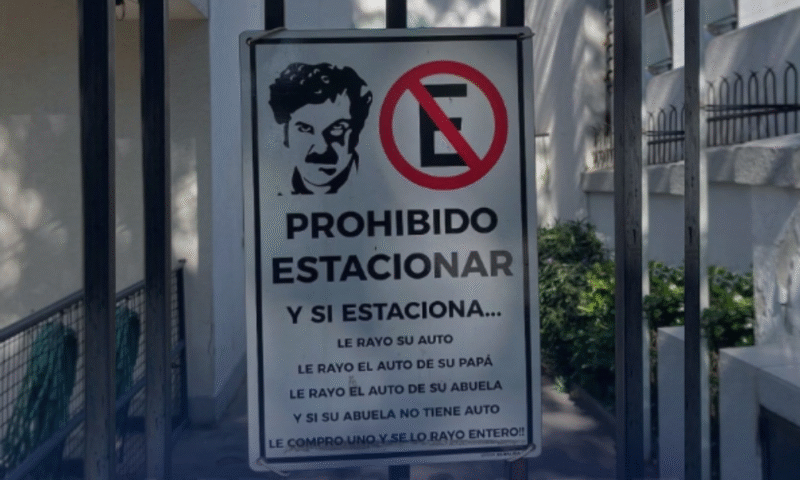 E
PROHIBIDO
ESTACIONAR
Y SI ESTACIONA...
LE RAYO SU AUTO
LE RAYO EL AUTO DE SU PAPÁ
LE RAYO EL AUTO DE SU ABUELA
Y SI SU ABUELA NO TIENE AUTO
LE COMPRO UNO Y SE LO RAYO ENTERO!!